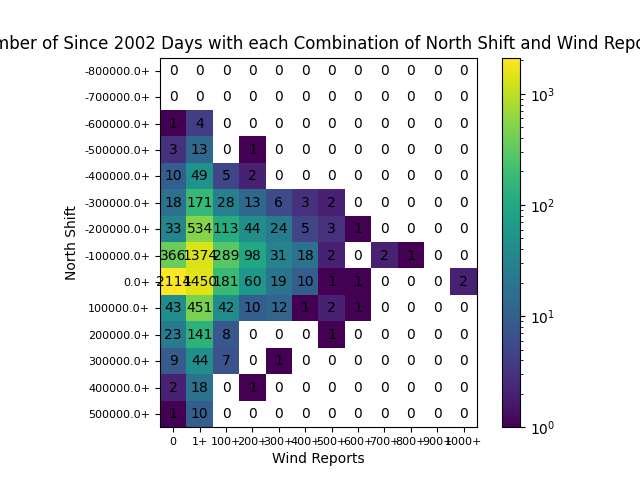 mber of Since 2002 Days with each Combination of North Shift and Wind Repo
-800000.0+ 0 0 0 0 0 0 0 0 0 0 0 0
-700000.0+ 0 0 0 0 0 0 0 0 0 0 0 0
-600000.0+ 1 4 0 0 0 0 0 0 0 0 0 0
-500000.0+ 3 13 0 1 0 0 0 0 0 0 0 0
-400000.0+ 10 49 5 2 0 0 0 0 0 0 0 0
-300000.0+ 18 171 28 13 6 3 2 0 0 0 0 0
-200000.0+ 33 534 113 44 24 5 3 1 0 0 0 0
-100000.0+ 366 1374 289 98 31 18 2 0 2 1 0 0
0.0+ 2114 1450 181 60 19 10 1 1 0 0 0 2
100000.0+ 43 451 42 10 12 1 2 1 0 0 0 0
200000.0+ 23 141 8 0 0 0 1 0 0 0 0 0
300000.0+ 9 44 7 0 1 0 0 0 0 0 0 0
400000.0+ 2 18 0 1 0 0 0 0 0 0 0 0
500000.0+ 1 10 0 0 0 0 0 0 0 0 0 0
0 1+ 100+ 200+ 300+ 400+ 500+ 600+ 700+ 800+ 900+ 1000+
Wind Reports
North Shift
10³
10²
10¹
10⁰